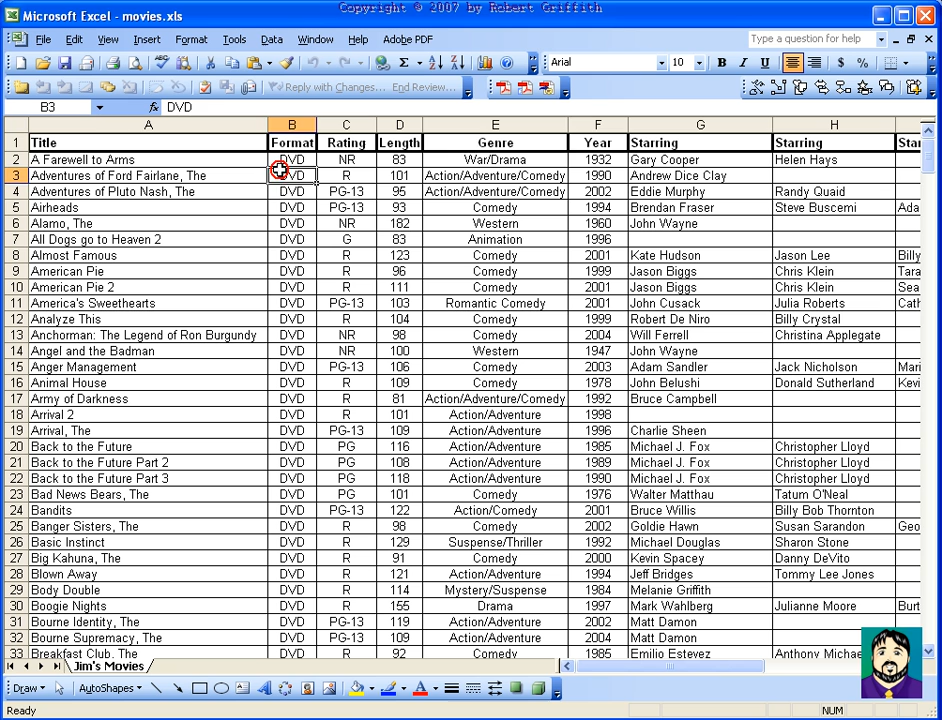 Copyright © 2007 by Robert Griffith
Microsoft Excel - movies.xls
File Edit View Insert Format Tools Data Window Help Adobe PDF Type a question for help
Arial 10 B I U $ %
Reply with Changes... End Review...
B3 fx DVD
A B C D E F G H
1 Title Format Rating Length Genre Year Starring Starring Star
2 A Farewell to Arms DVD NR 83 War/Drama 1932 Gary Cooper Helen Hays
3 Adventures of Ford Fairlane, The DVD R 101 Action/Adventure/Comedy 1990 Andrew Dice Clay
4 Adventures of Pluto Nash, The DVD PG-13 95 Action/Adventure/Comedy 2002 Eddie Murphy Randy Quaid
5 Airheads DVD PG-13 93 Comedy 1994 Brendan Fraser Steve Buscemi Ada
6 Alamo, The DVD NR 182 Western 1960 John Wayne
7 All Dogs go to Heaven 2 DVD G 83 Animation 1996
8 Almost Famous DVD R 123 Comedy 2001 Kate Hudson Jason Lee Billy
9 American Pie DVD R 96 Comedy 1999 Jason Biggs Chris Klein Tara
10 American Pie 2 DVD R 111 Comedy 2001 Jason Biggs Chris Klein Sea
11 America's Sweethearts DVD PG-13 103 Romantic Comedy 2001 John Cusack Julia Roberts Cath
12 Analyze This DVD R 104 Comedy 1999 Robert De Niro Billy Crystal
13 Anchorman: The Legend of Ron Burgundy DVD NR 98 Comedy 2004 Will Ferrell Christina Applegate
14 Angel and the Badman DVD NR 100 Western 1947 John Wayne
15 Anger Management DVD PG-13 106 Comedy 2003 Adam Sandler Jack Nicholson Mari
16 Animal House DVD R 109 Comedy 1978 John Belushi Donald Sutherland Kevi
17 Army of Darkness DVD R 81 Action/Adventure/Comedy 1992 Bruce Campbell
18 Arrival 2 DVD R 101 Action/Adventure 1998
19 Arrival, The DVD PG-13 109 Action/Adventure 1996 Charlie Sheen
20 Back to the Future DVD PG 116 Action/Adventure 1985 Michael J. Fox Christopher Lloyd
21 Back to the Future Part 2 DVD PG 108 Action/Adventure 1989 Michael J. Fox Christopher Lloyd
22 Back to the Future Part 3 DVD PG 118 Action/Adventure 1990 Michael J. Fox Christopher Lloyd
23 Bad News Bears, The DVD PG 101 Comedy 1976 Walter Matthau Tatum O'Neal
24 Bandits DVD PG-13 122 Action/Comedy 2001 Bruce Willis Billy Bob Thornton
25 Banger Sisters, The DVD R 98 Comedy 2002 Goldie Hawn Susan Sarandon Geo
26 Basic Instinct DVD R 129 Suspense/Thriller 1992 Michael Douglas Sharon Stone
27 Big Kahuna, The DVD R 91 Comedy 2000 Kevin Spacey Danny DeVito
28 Blown Away DVD R 121 Action/Adventure 1994 Jeff Bridges Tommy Lee Jones
29 Body Double DVD R 114 Mystery/Suspense 1984 Melanie Griffith
30 Boogie Nights DVD R 155 Drama 1997 Mark Wahlberg Julianne Moore Burt
31 Bourne Identity, The DVD PG-13 119 Action/Adventure 2002 Matt Damon
32 Bourne Supremacy, The DVD PG-13 109 Action/Adventure 2004 Matt Damon
33 Breakfast Club, The DVD R 92 Comedy 1985 Emilio Estevez Anthony Michae
Jim's Movies
Draw AutoShapes
Ready NUM